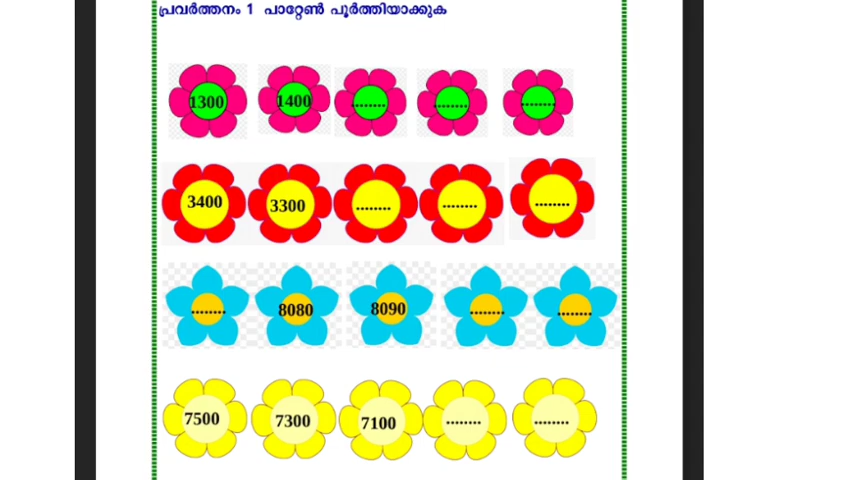 പ്രവർത്തനം 1 പാറ്റേൺ പൂർത്തിയാക്കുക
1300 1400 ........ ........ ........
3400 3300 ........ ........ ........
........ 8080 8090 ........ ........
7500 7300 7100 ........ ........